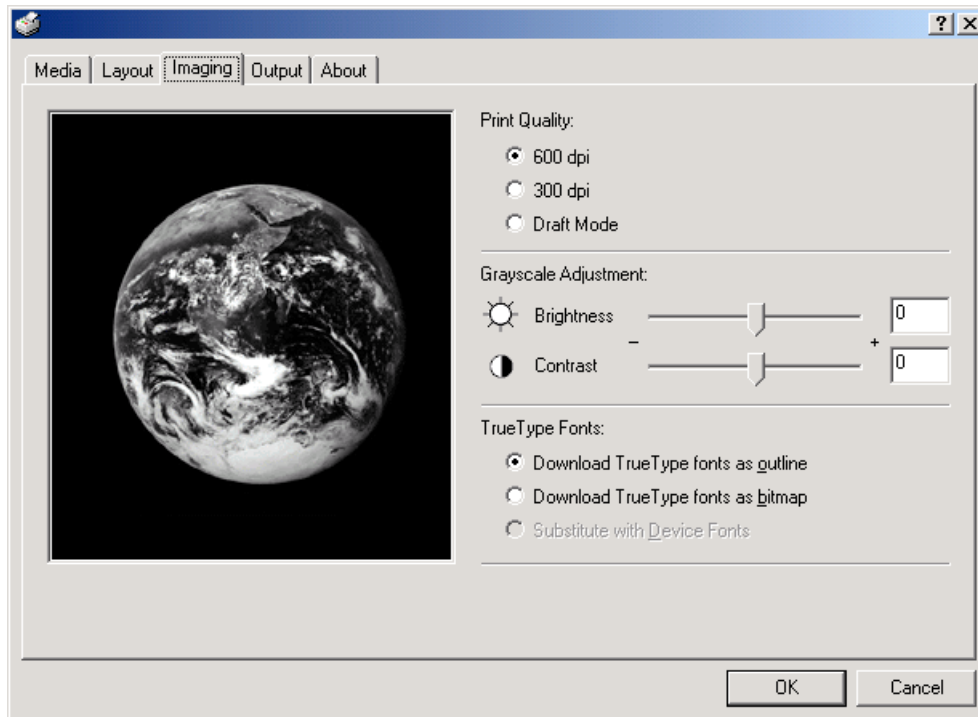 Media Layout Imaging Output About
Print Quality:
600 dpi
300 dpi
Draft Mode
Grayscale Adjustment:
Brightness
0
- +
Contrast
0
TrueType Fonts:
Download TrueType fonts as outline
Download TrueType fonts as bitmap
Substitute with Device Fonts
OK Cancel